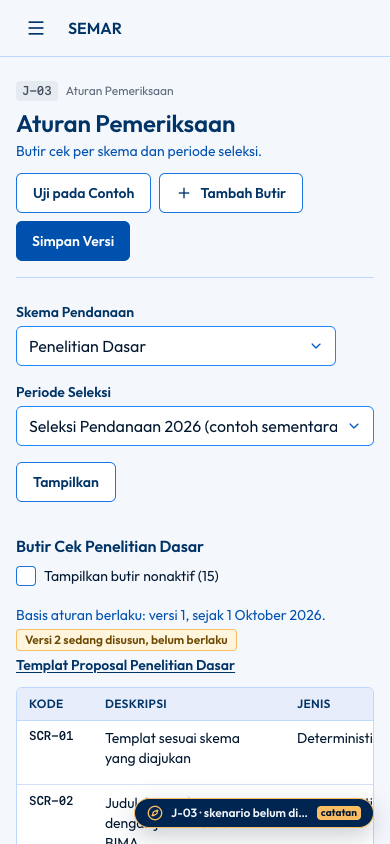 SEMAR
J-03 Aturan Pemeriksaan
Aturan Pemeriksaan
Butir cek per skema dan periode seleksi.
Uji pada Contoh
Tambah Butir
Simpan Versi
Skema Pendanaan
Penelitian Dasar
Periode Seleksi
Seleksi Pendanaan 2026 (contoh sementara
Tampilkan
Butir Cek Penelitian Dasar
Tampilkan butir nonaktif (15)
Basis aturan berlaku: versi 1, sejak 1 Oktober 2026.
Versi 2 sedang disusun, belum berlaku
Templat Proposal Penelitian Dasar
KODE DESKRIPSI JENIS
SCR-01 Templat sesuai skema Deterministi
yang diajukan
SCR-02 Judul
J-03 · skenario belum di... catatan
BIMA